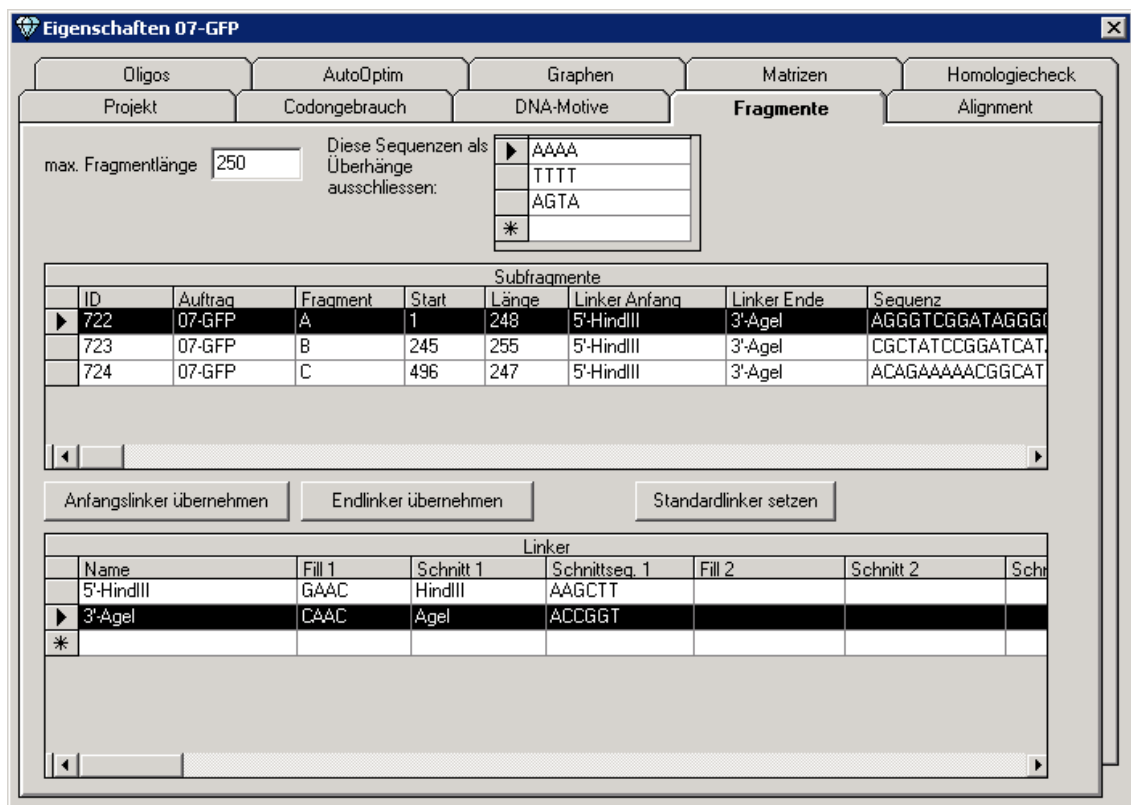 Eigenschaften 07-GFP
Oligos AutoOptim Graphen Matrizen Homologiecheck
Projekt Codongebrauch DNA-Motive Fragmente Alignment
max. Fragmentlänge 250
Diese Sequenzen als
Überhänge
ausschliessen:
AAAA
TTTT
AGTA
Subfragmente
ID Auftrag Fragment Start Länge Linker Anfang Linker Ende Sequenz
722 07-GFP A 1 248 5'-HindIII 3'-AgeI AGGGTCGGATAGGG
723 07-GFP B 245 255 5'-HindIII 3'-AgeI CGCTATCCGGATCAT
724 07-GFP C 496 247 5'-HindIII 3'-AgeI ACAGAAAAACGGCAT
Anfangslinker übernehmen Endlinker übernehmen Standardlinker setzen
Linker
Name Fill 1 Schnitt 1 Schnittseq. 1 Fill 2 Schnitt 2 Schn
5'-HindIII GAAC HindIII AAGCTT
3'-AgeI CAAC AgeI ACCGGT